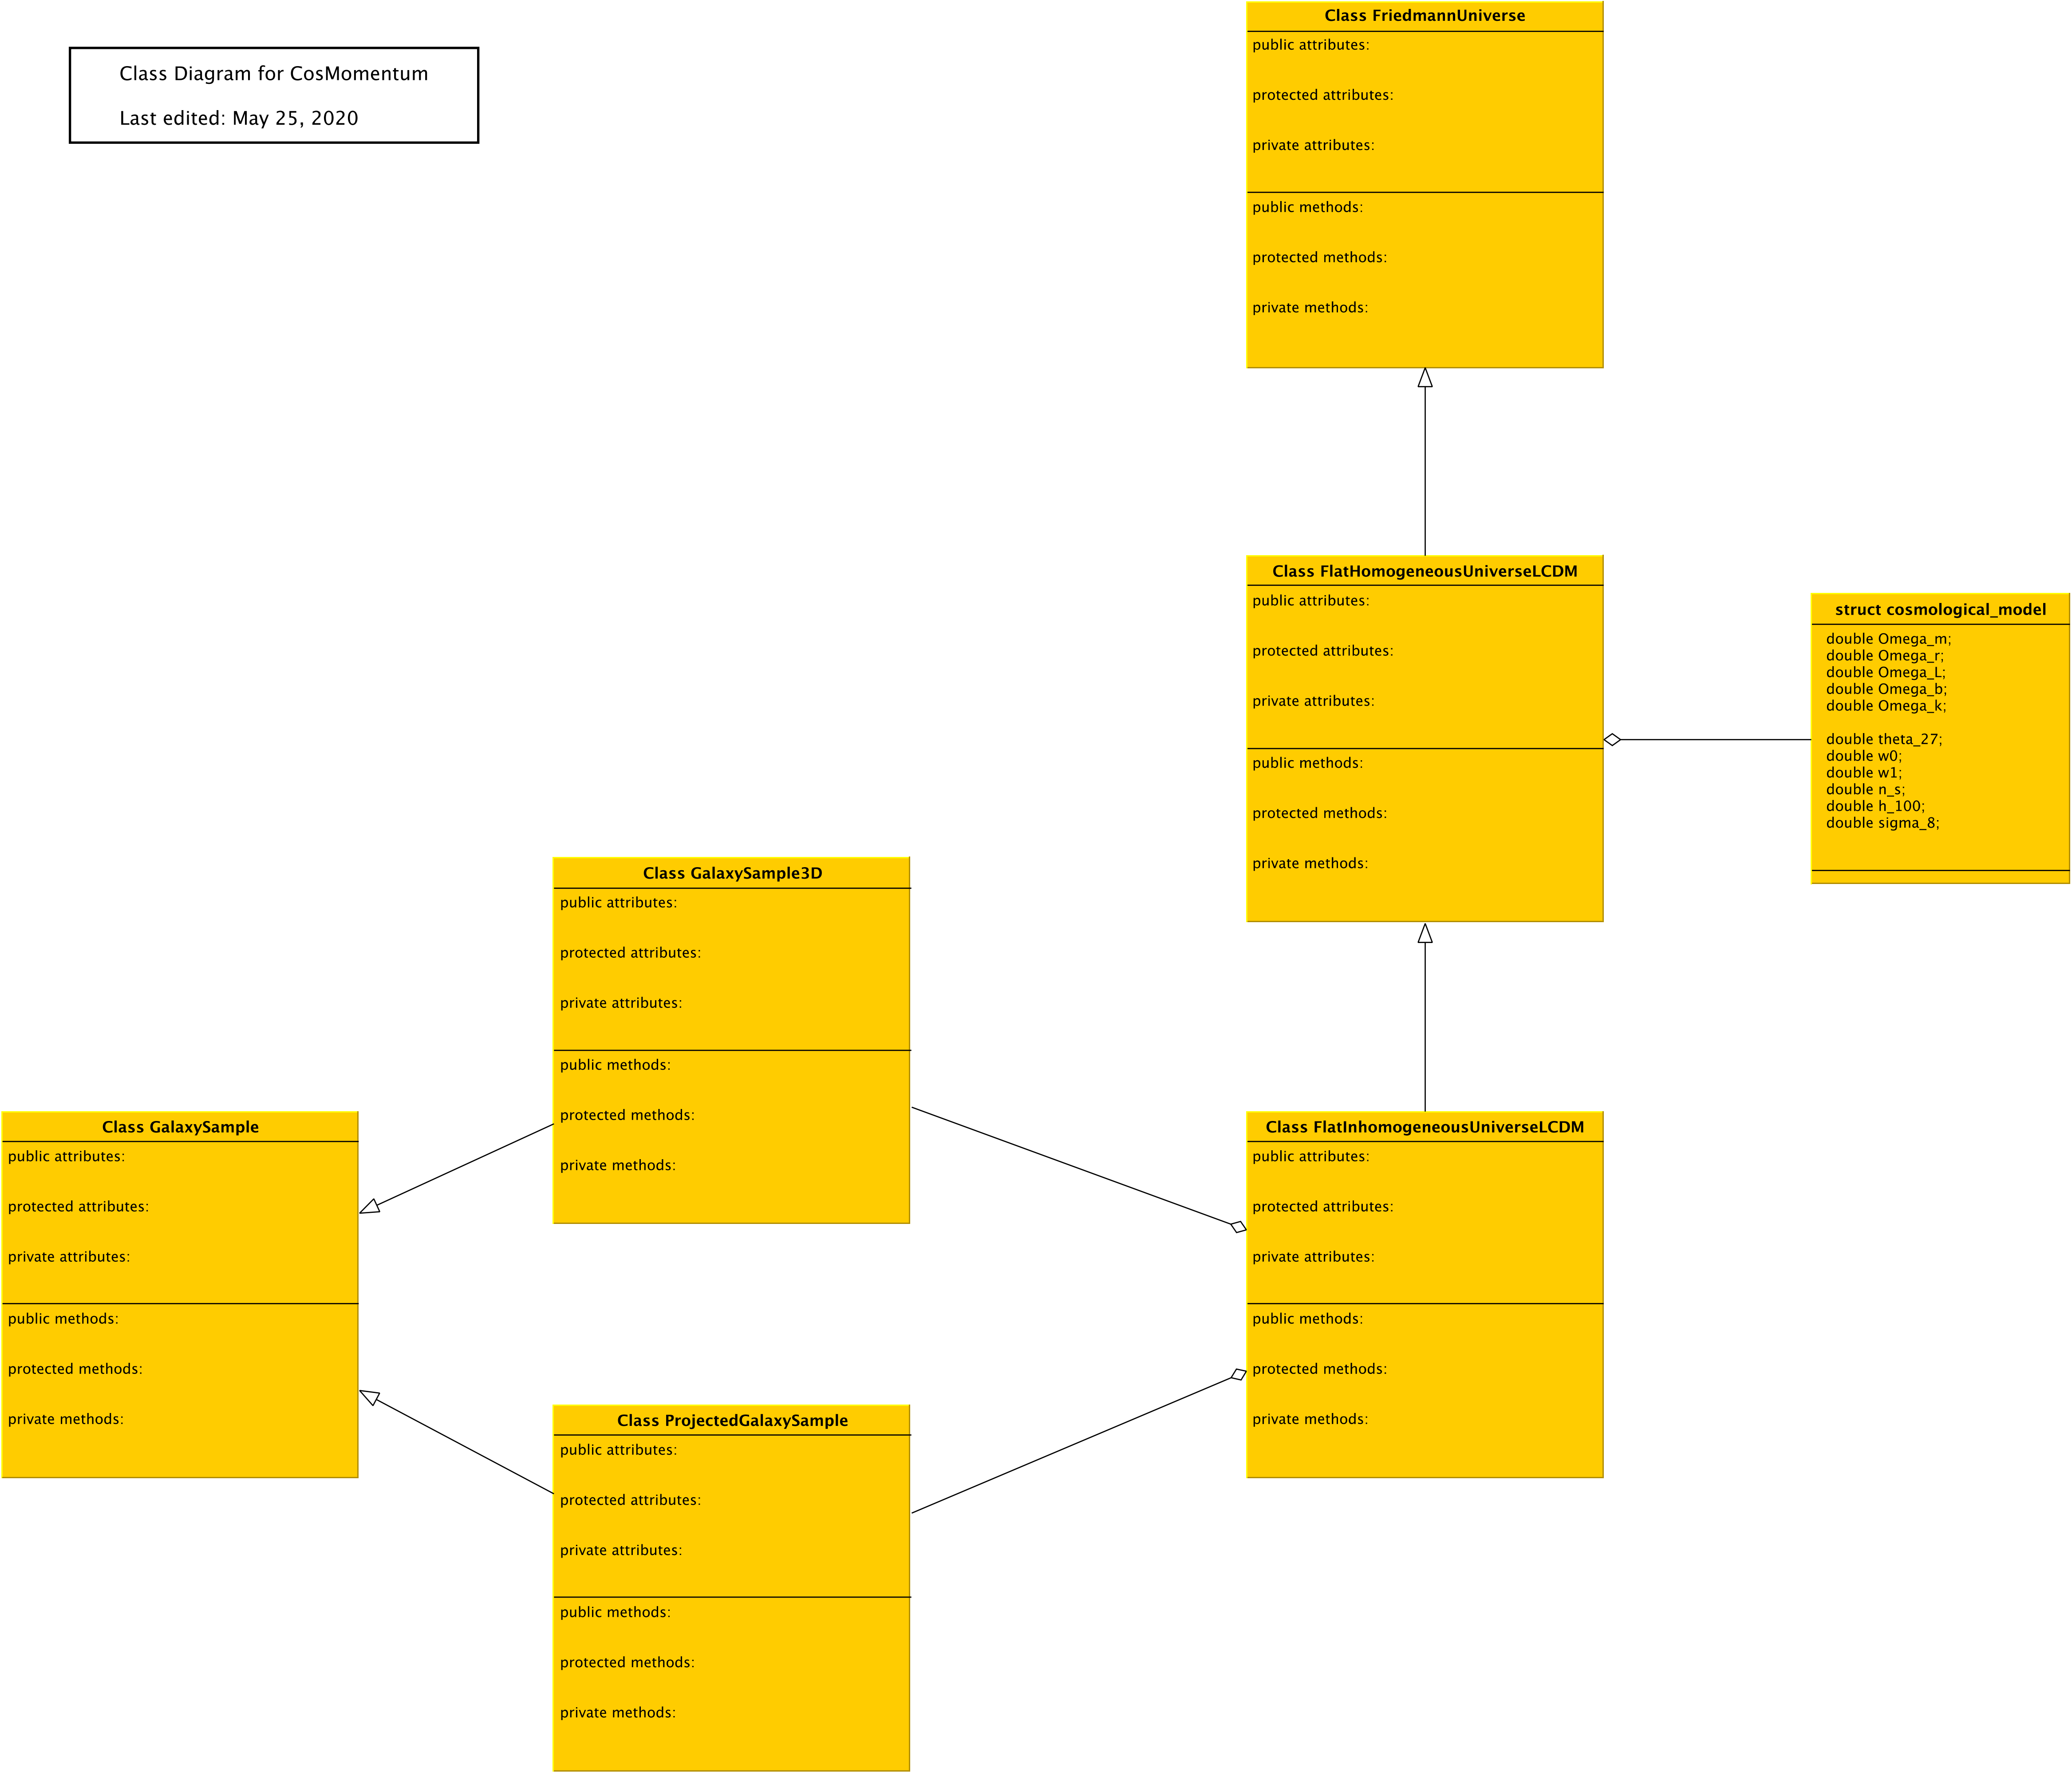 Class Diagram for CosMomentum
Last edited: May 25, 2020
Class FriedmannUniverse
public attributes:
protected attributes:
private attributes:
public methods:
protected methods:
private methods:
Class FlatHomogeneousUniverseLCDM
public attributes:
protected attributes:
private attributes:
public methods:
protected methods:
private methods:
struct cosmological_model
double Omega_m;
double Omega_r;
double Omega_L;
double Omega_b;
double Omega_k;
double theta_27;
double w0;
double w1;
double n_s;
double h_100;
double sigma_8;
Class GalaxySample3D
public attributes:
protected attributes:
private attributes:
public methods:
protected methods:
private methods:
Class GalaxySample
public attributes:
protected attributes:
private attributes:
public methods:
protected methods:
private methods:
Class FlatInhomogeneousUniverseLCDM
public attributes:
protected attributes:
private attributes:
public methods:
protected methods:
private methods:
Class ProjectedGalaxySample
public attributes:
protected attributes:
private attributes:
public methods:
protected methods:
private methods: